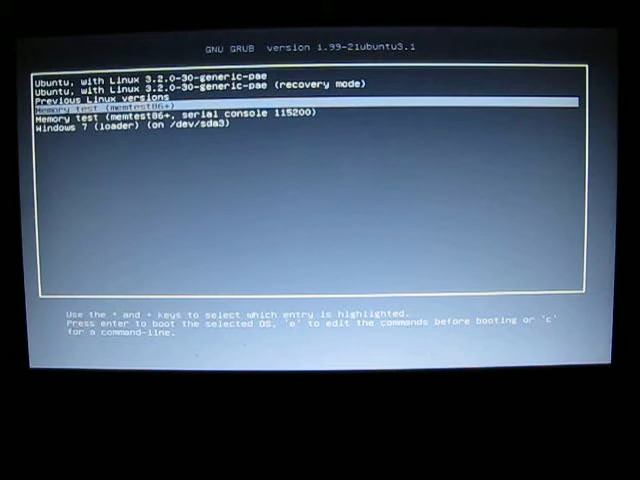 GNU GRUB version 1.99-21ubuntu3.1
Ubuntu, with Linux 3.2.0-30-generic-pae
Ubuntu, with Linux 3.2.0-30-generic-pae (recovery mode)
Previous Linux versions
Memory test (memtest86+)
Memory test (memtest86+, serial console 115200)
Windows 7 (loader) (on /dev/sda3)
Use the and keys to select which entry is highlighted.
Press enter to boot the selected OS, 'e' to edit the commands before booting or 'c'
for a command-line.